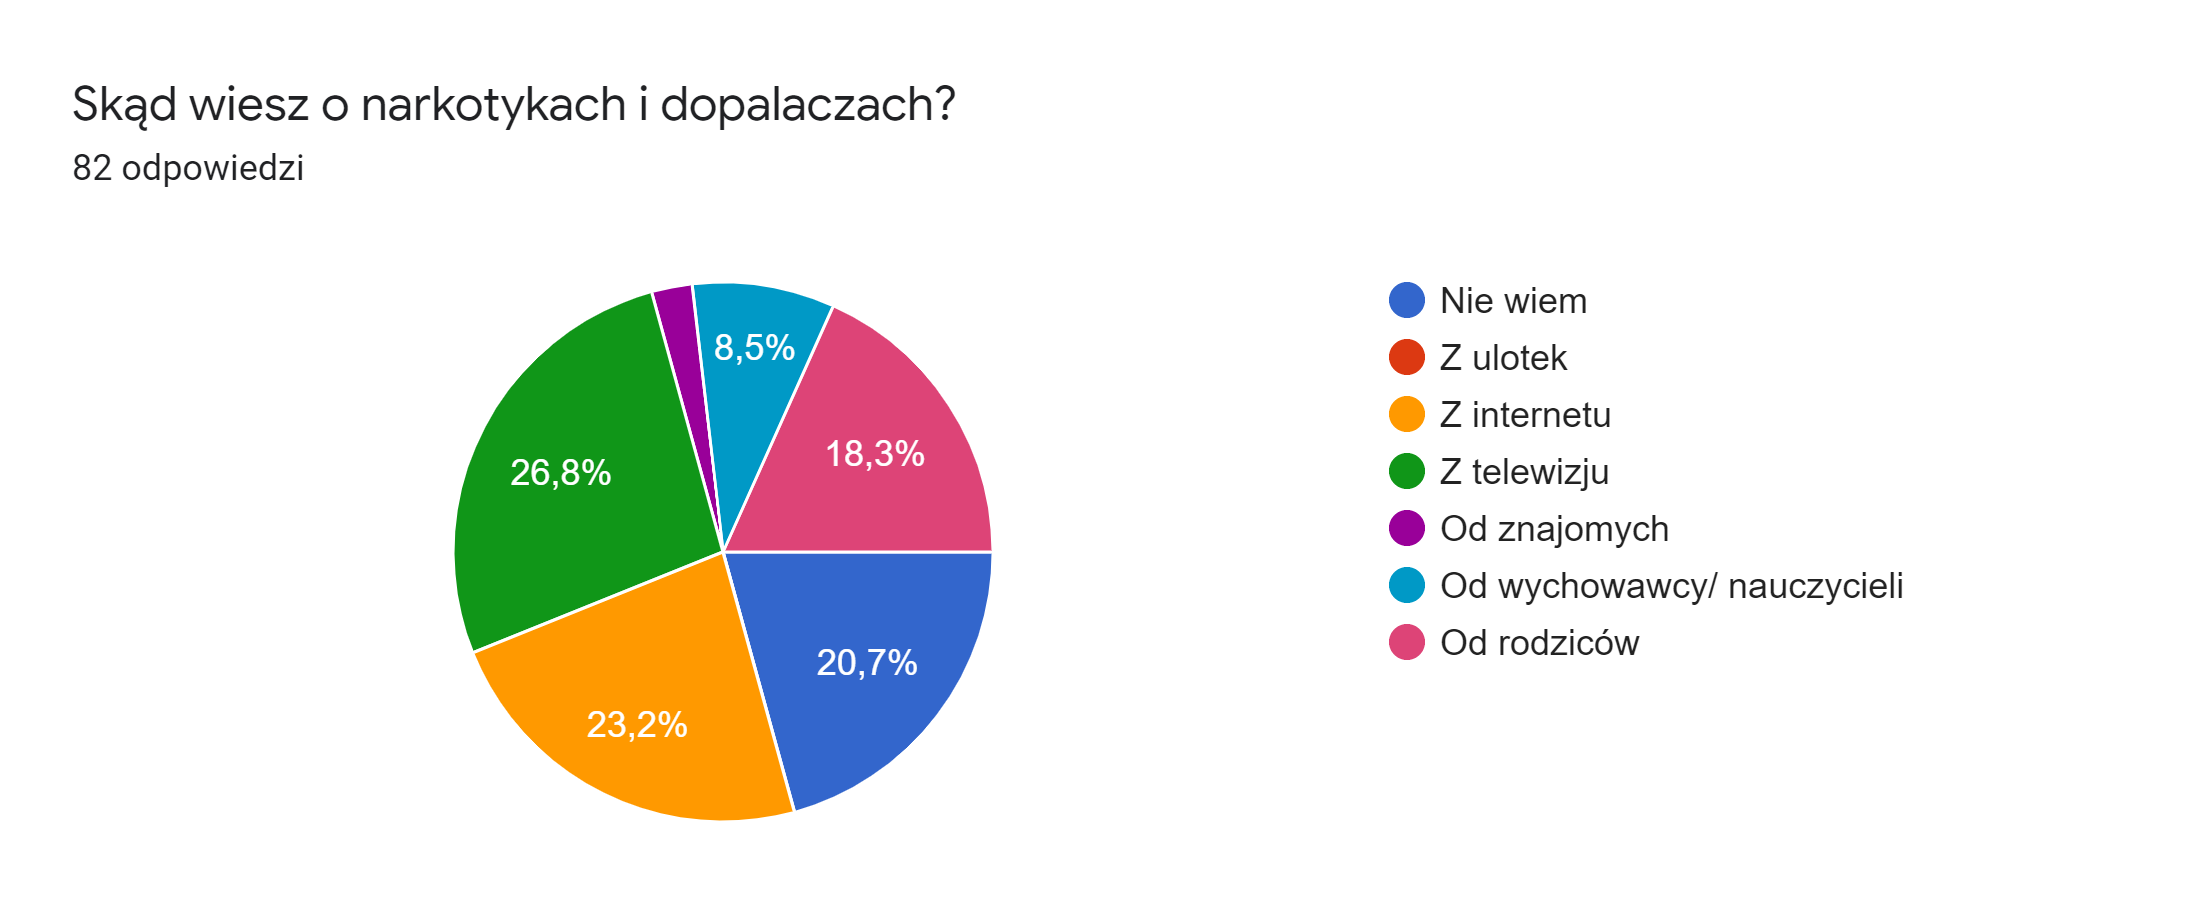 Skąd wiesz o narkotykach i dopalaczach?
82 odpowiedzi
8,5%
18,3%
26,8%
20,7%
23,2%
Nie wiem
Z ulotek
Z internetu
Z telewizju
Od znajomych
Od wychowawcy/ nauczycieli
Od rodziców